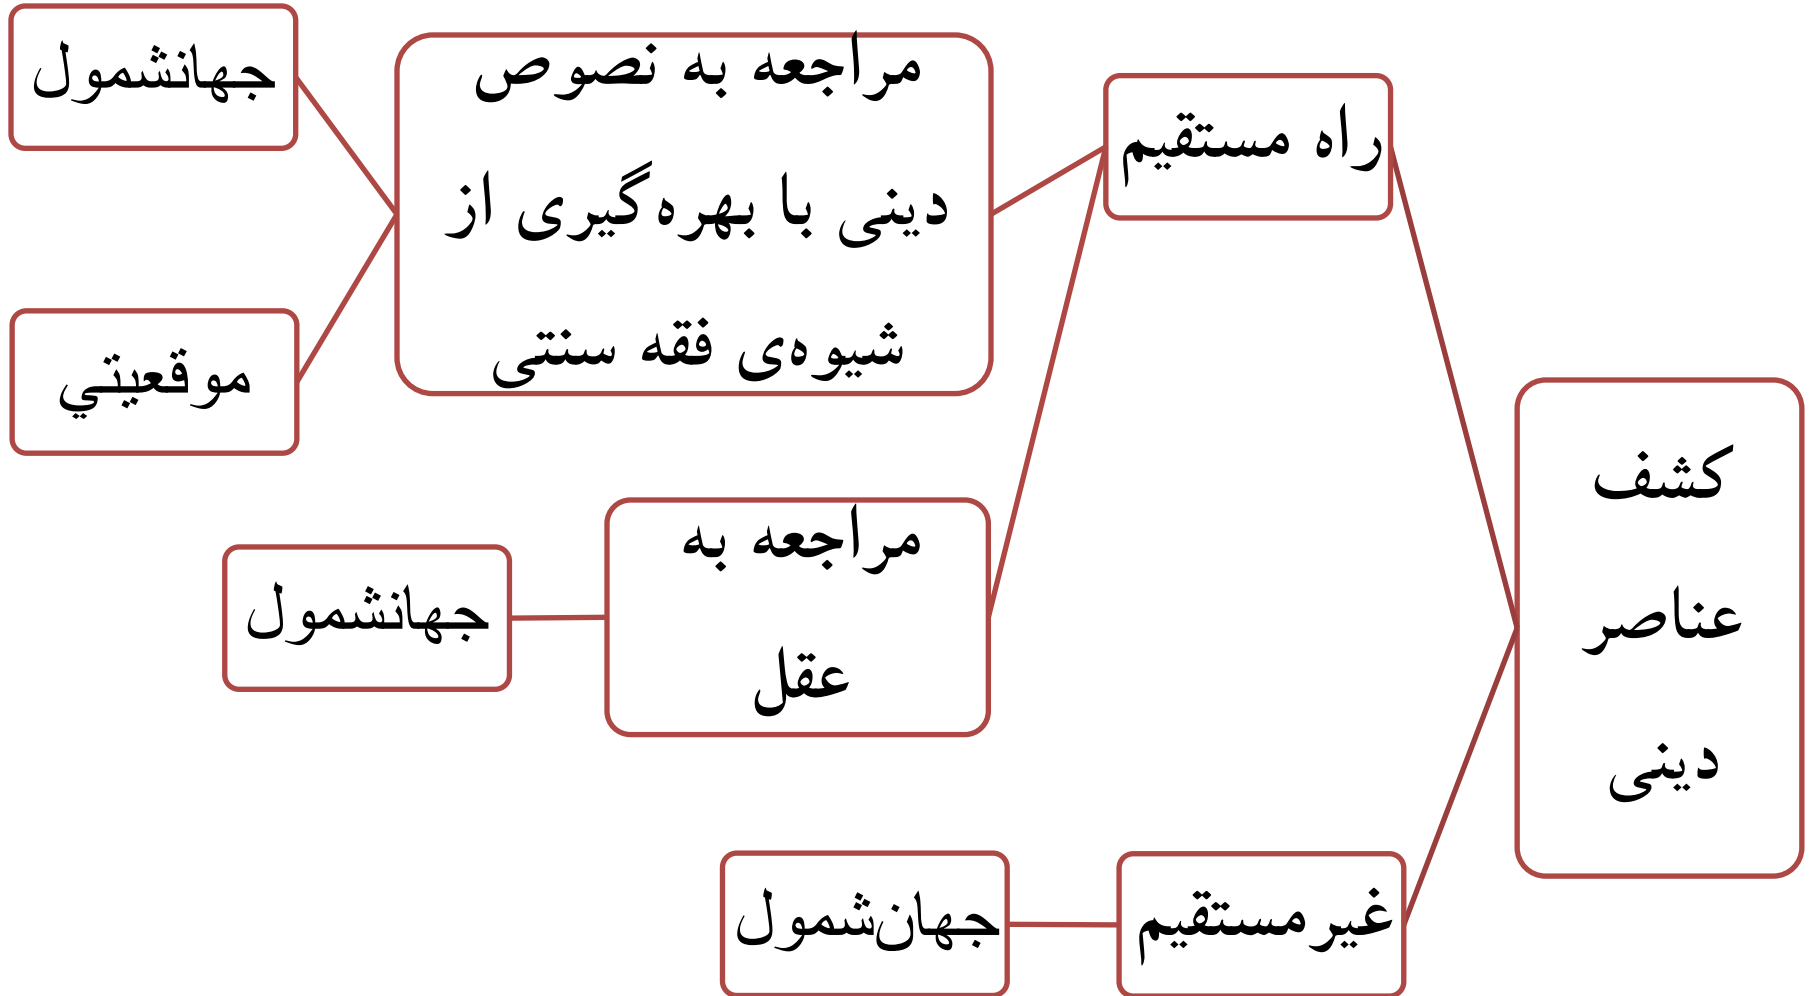 کشف
عناصر
دینی
راه مستقیم
مراجعه به نصوص
دینی با بهره‌گیری از
شیوه‌ی فقه سنتی
جهانشمول
موقعیتي
مراجعه به
عقل
جهانشمول
غیرمستقیم
جهان‌شمول